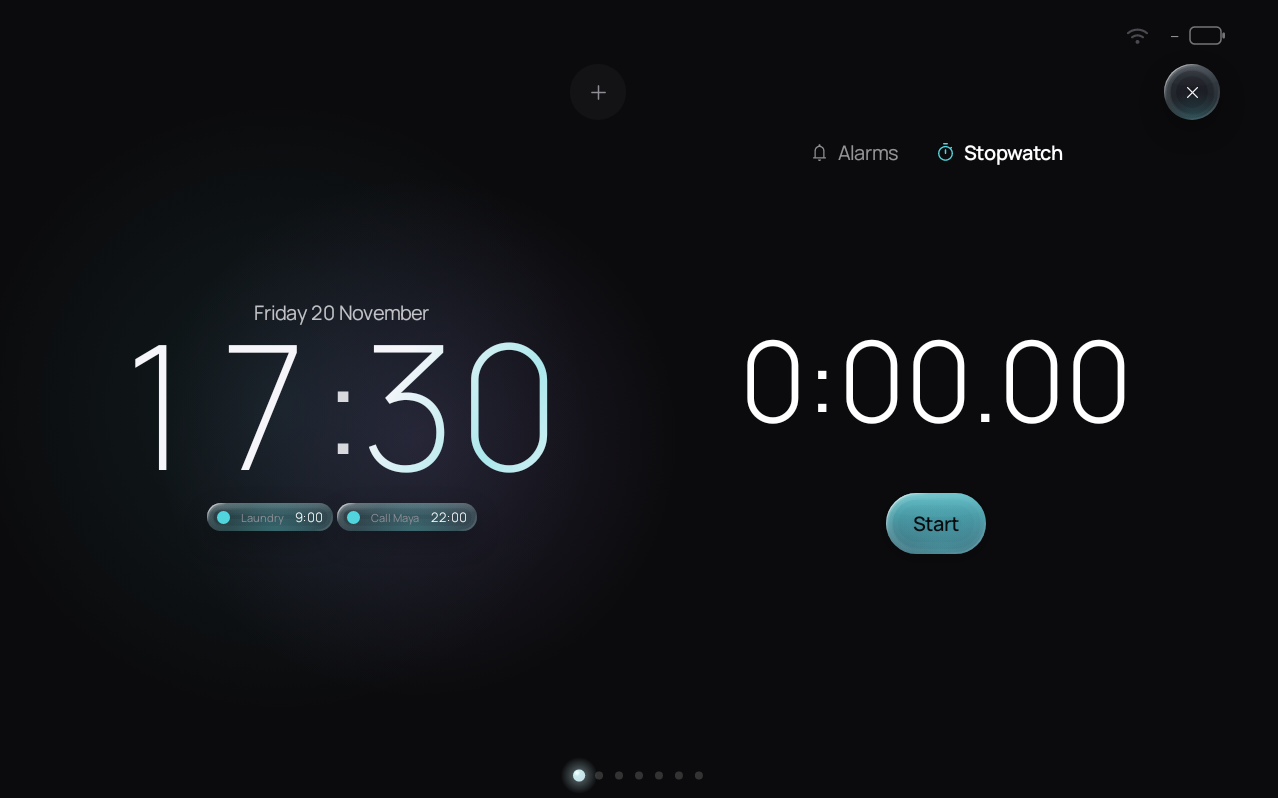 –
Alarms Stopwatch
Friday 20 November
17:30
0:00.00
Laundry 9:00 Call Maya 22:00
Start